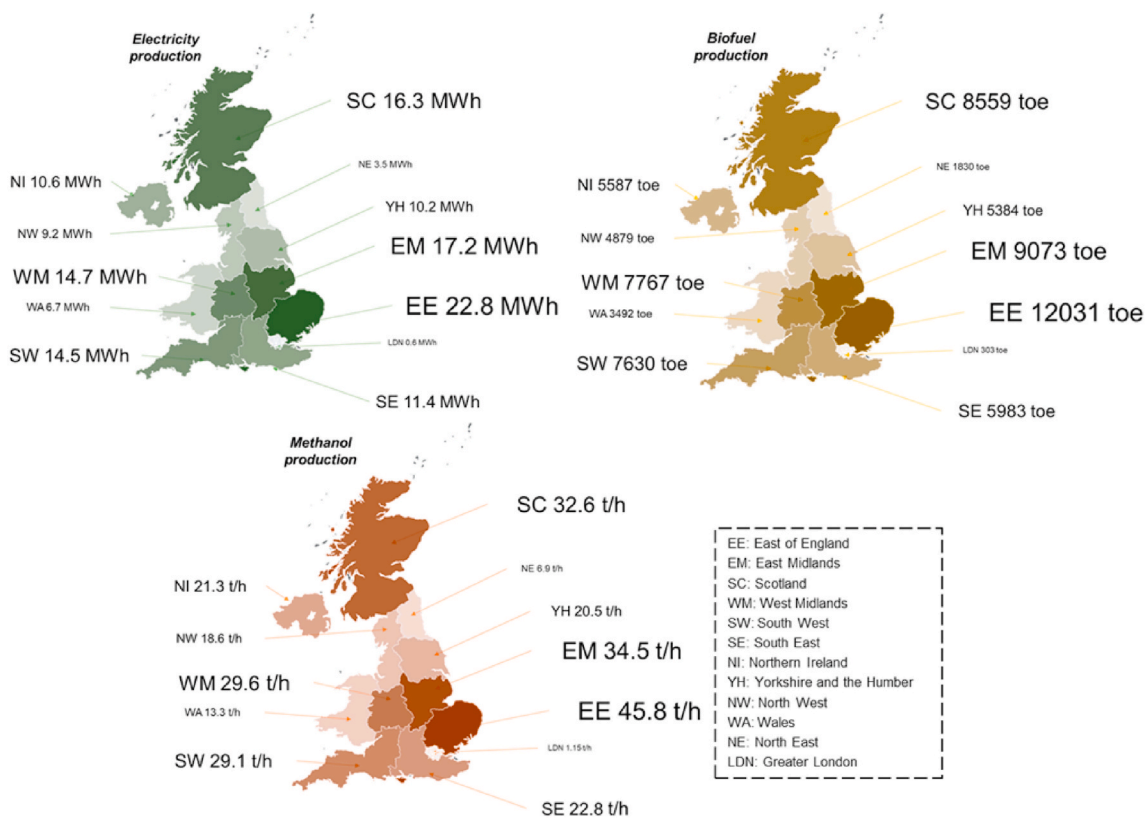 Electricity
production
SC 16.3 MWh
NE 3.5 MWh
NI 10.6 MWh
YH 10.2 MWh
NW 9.2 MWh
EM 17.2 MWh
WM 14.7 MWh
WA 6.7 MWh
EE 22.8 MWh
LDN 0.6 MWh
SW 14.5 MWh
SE 11.4 MWh
Biofuel
production
SC 8559 toe
NE 1830 toe
NI 5587 toe
YH 5384 toe
NW 4879 toe
EM 9073 toe
WM 7767 toe
WA 3492 toe
EE 12031 toe
LDN 303 toe
SW 7630 toe
SE 5983 toe
Methanol
production
SC 32.6 t/h
NE 6.9 t/h
NI 21.3 t/h
YH 20.5 t/h
NW 18.6 t/h
EM 34.5 t/h
WM 29.6 t/h
WA 13.3 t/h
EE 45.8 t/h
LDN 1.15 t/h
SW 29.1 t/h
SE 22.8 t/h
EE: East of England
EM: East Midlands
SC: Scotland
WM: West Midlands
SW: South West
SE: South East
NI: Northern Ireland
YH: Yorkshire and the Humber
NW: North West
WA: Wales
NE: North East
LDN: Greater London